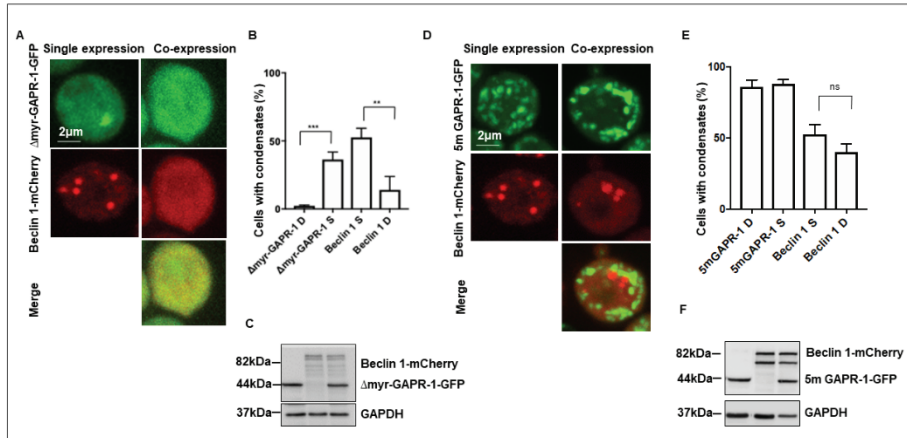 A
Single expression
Co-expression
Δmyr-GAPR-1-GFP
2μm
Beclin 1-mCherry
Merge
B
Cells with condensates (%)
100
50
0
***
**
Δmyr-GAPR-1 D
Δmyr-GAPR-1 S
Beclin 1 S
Beclin 1 D
C
82kDa
44kDa
37kDa
Beclin 1-mCherry
Δmyr-GAPR-1-GFP
GAPDH
D
Single expression
Co-expression
5m GAPR-1-GFP
2μm
Beclin 1-mCherry
Merge
E
Cells with condensates (%)
100
50
0
ns
5mGAPR-1 D
5mGAPR-1 S
Beclin 1 S
Beclin 1 D
F
82kDa
44kDa
37kDa
Beclin 1-mCherry
5m GAPR-1-GFP
GAPDH